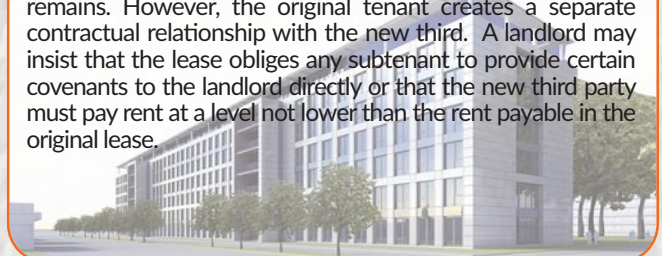 remains. However, the original tenant creates a separate
contractual relationship with the new third. A landlord may
insist that the lease obliges any subtenant to provide certain
covenants to the landlord directly or that the new third party
must pay rent at a level not lower than the rent payable in the
original lease.